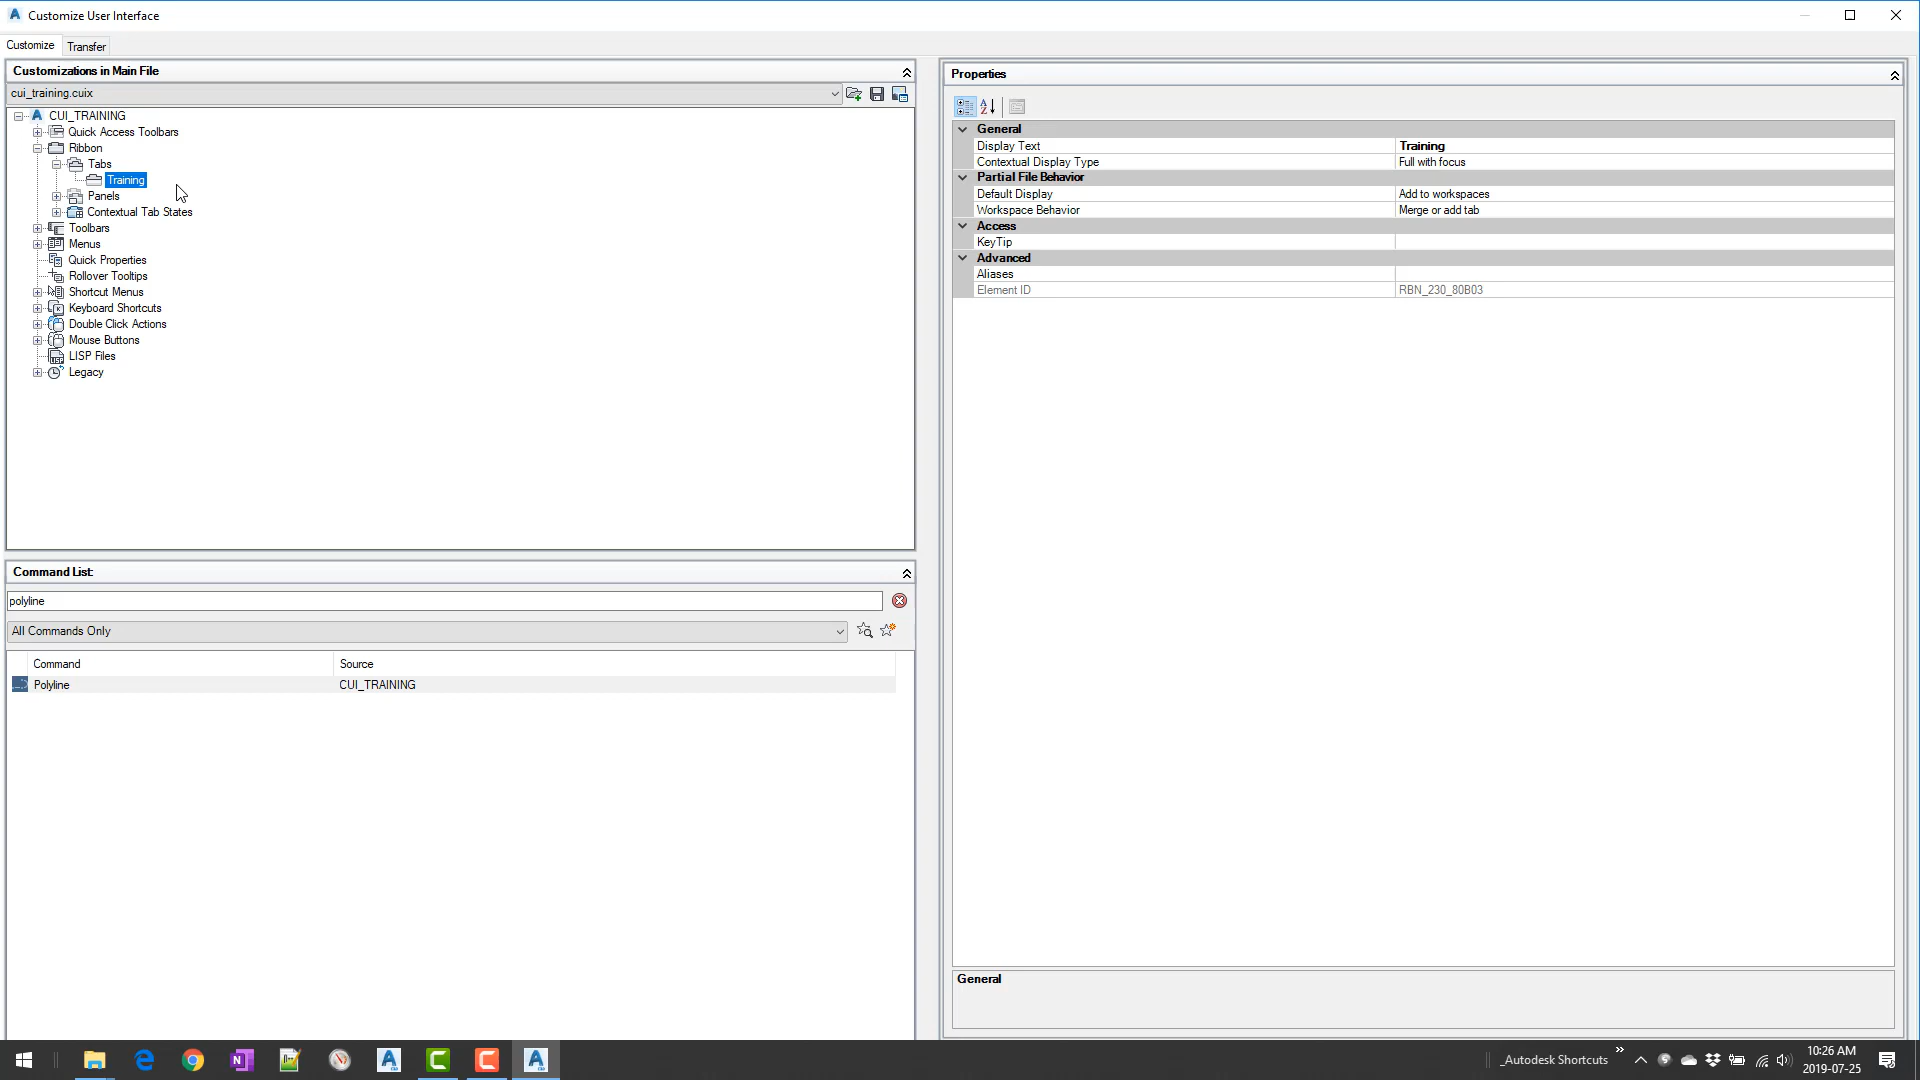 Customize User Interface
Customize
Transfer
Customizations in Main File
cui_training.cuix
CUI_TRAINING
Quick Access Toolbars
Ribbon
Tabs
Training
Panels
Contextual Tab States
Toolbars
Menus
Quick Properties
Rollover Tooltips
Shortcut Menus
Keyboard Shortcuts
Double Click Actions
Mouse Buttons
LISP Files
Legacy
Command List:
polyline
All Commands Only
Command Source
Polyline CUI_TRAINING
Properties
General
Display Text Training
Contextual Display Type Full with focus
Partial File Behavior
Default Display Add to workspaces
Workspace Behavior Merge or add tab
Access
KeyTip
Advanced
Aliases
Element ID RBN_230_80B03
General
_Autodesk Shortcuts
10:26 AM
2019-07-25